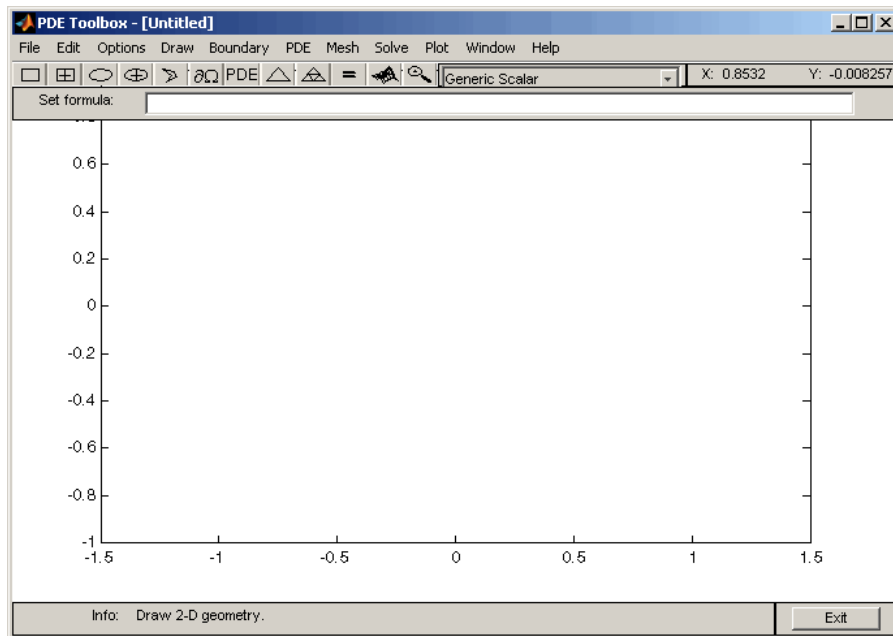 PDE Toolbox - [Untitled]
File Edit Options Draw Boundary PDE Mesh Solve Plot Window Help
∂Ω PDE = Generic Scalar X: 0.8532 Y: -0.008257
Set formula:
0.6
0.4
0.2
0
-0.2
-0.4
-0.6
-0.8
-1
-1.5 -1 -0.5 0 0.5 1 1.5
Info: Draw 2-D geometry. Exit